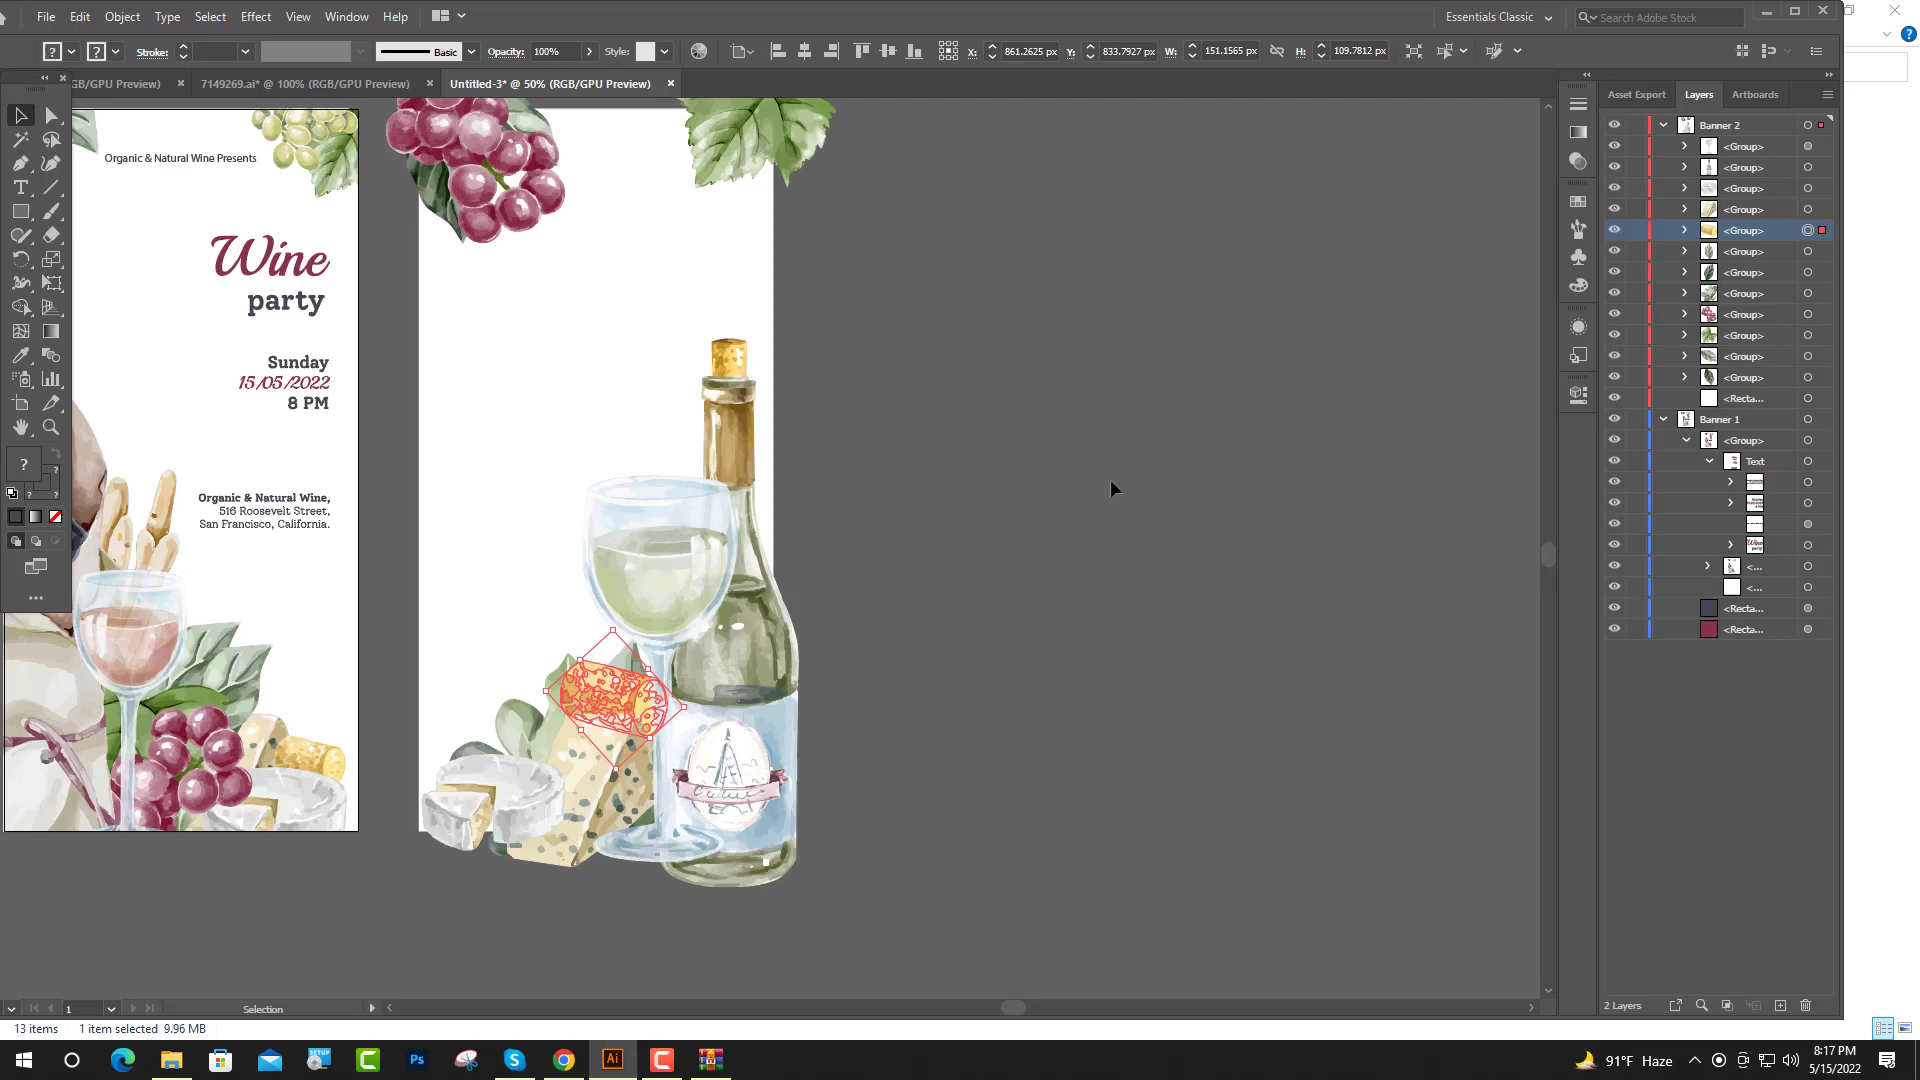 File Edit Object Type Select Effect View Window Help
Essentials Classic
Search Adobe Stock
? ? Stroke: Basic Opacity: 100% Style: X: 861.2625 px Y: 833.7927 px W: 151.1565 px H: 109.7812 px
GB/GPU Preview) × 7149269.ai* @ 100% (RGB/GPU Preview) × Untitled-3* @ 50% (RGB/GPU Preview) ×
Asset Export Layers Artboards
Banner 2
<Group>
<Group>
<Group>
<Group>
<Group>
<Group>
<Group>
<Group>
<Group>
<Group>
<Group>
<Group>
<Recta...
Banner 1
<Group>
Text
<...
<...
<Recta...
<Recta...
Organic & Natural Wine Presents
Wine
party
Sunday
15/05/2022
8 PM
Organic & Natural Wine,
516 Roosevelt Street,
San Francisco, California.
1 Selection
2 Layers
13 items 1 item selected 9.96 MB
91°F Haze
8:17 PM
5/15/2022